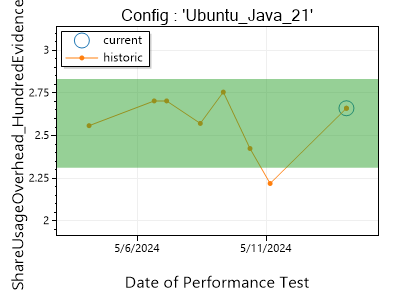 Config : 'Ubuntu_Java_21'
current
historic
ShareUsageOverhead_HundredEvidence
3
2.75
2.5
2.25
2
5/6/2024
5/11/2024
Date of Performance Test